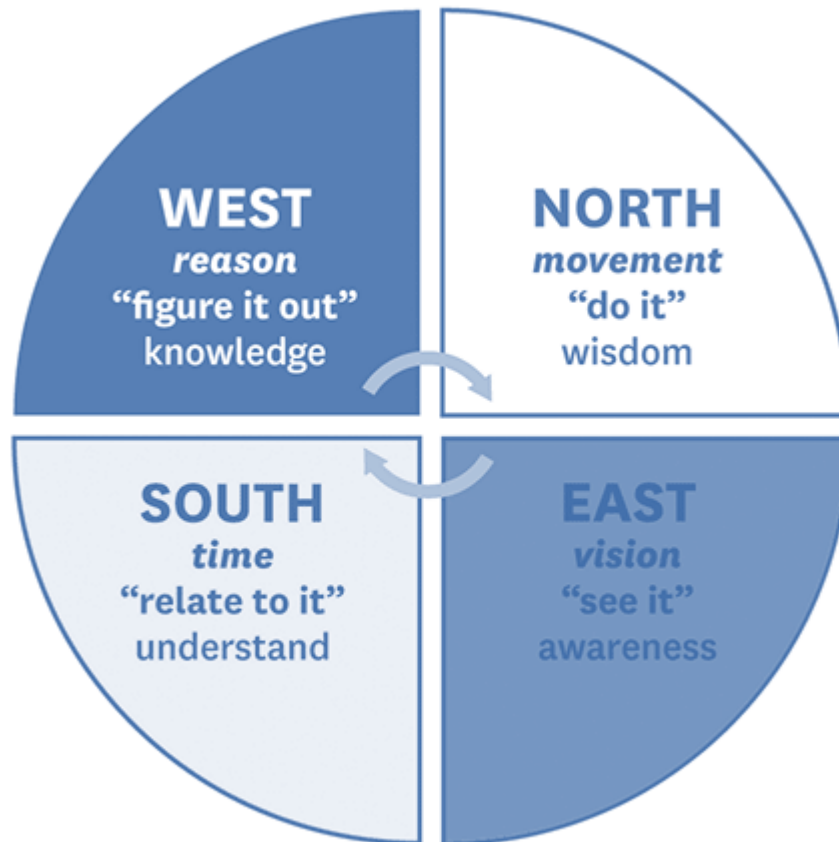 WEST
reason
“figure it out”
knowledge
NORTH
movement
“do it”
wisdom
SOUTH
time
“relate to it”
understand
EAST
vision
“see it”
awareness